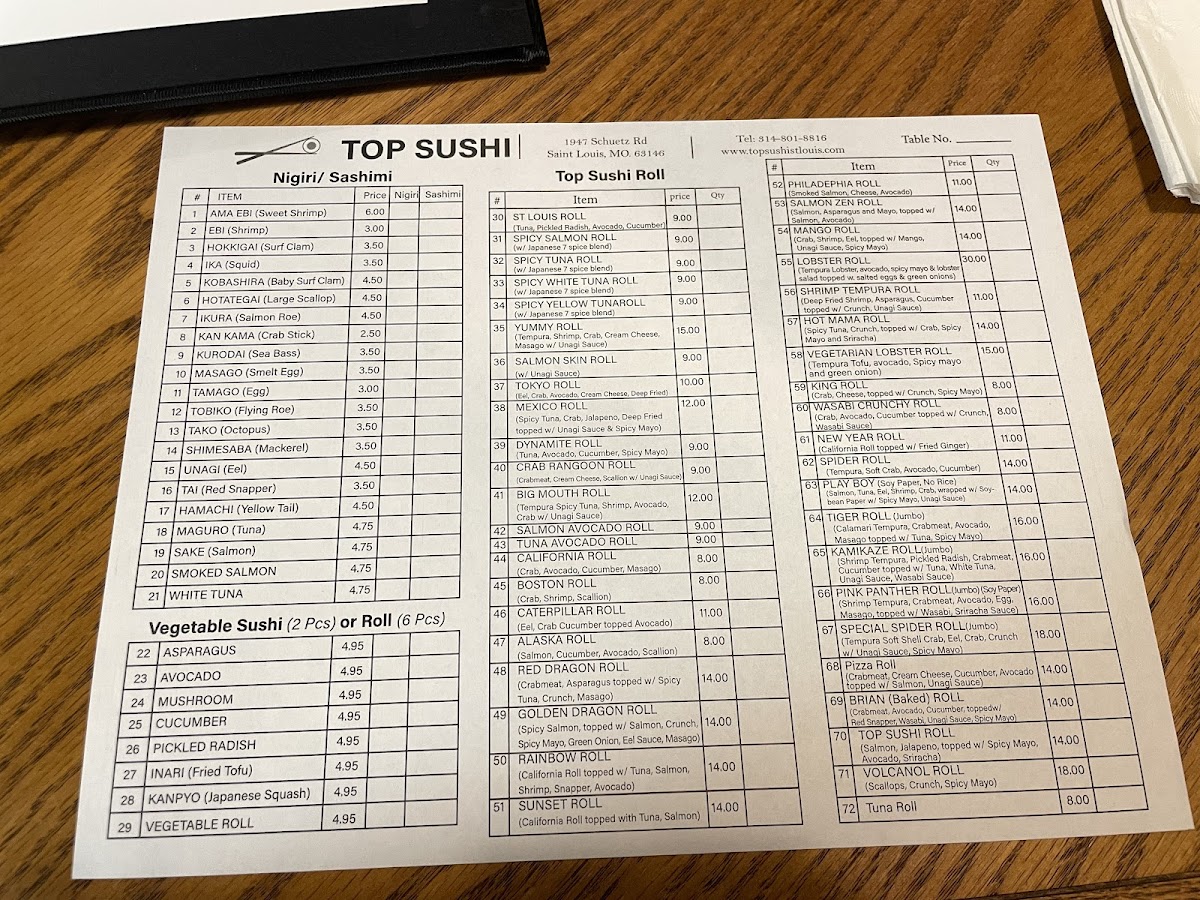 TOP SUSHI
1947 Schuetz Rd
Saint Louis, MO. 63146
Tel: 314-801-8816
www.topsushistlouis.com
Table No.
Nigiri/ Sashimi
# ITEM Price Nigiri Sashimi
1 AMA EBI (Sweet Shrimp) 6.00
2 EBI (Shrimp) 3.00
3 HOKKIGAI (Surf Clam) 3.50
4 IKA (Squid) 3.50
5 KOBASHIRA (Baby Surf Clam) 4.50
6 HOTATEGAI (Large Scallop) 4.50
7 IKURA (Salmon Roe) 4.50
8 KAN KAMA (Crab Stick) 2.50
9 KURODAI (Sea Bass) 3.50
10 MASAGO (Smelt Egg) 3.50
11 TAMAGO (Egg) 3.00
12 TOBIKO (Flying Roe) 3.50
13 TAKO (Octopus) 3.50
14 SHIMESABA (Mackerel) 3.50
15 UNAGI (Eel) 4.50
16 TAI (Red Snapper) 3.50
17 HAMACHI (Yellow Tail) 4.50
18 MAGURO (Tuna) 4.75
19 SAKE (Salmon) 4.75
20 SMOKED SALMON 4.75
21 WHITE TUNA 4.75
Vegetable Sushi (2 Pcs) or Roll (6 Pcs)
22 ASPARAGUS 4.95
23 AVOCADO 4.95
24 MUSHROOM 4.95
25 CUCUMBER 4.95
26 PICKLED RADISH 4.95
27 INARI (Fried Tofu) 4.95
28 KANPYO (Japanese Squash) 4.95
29 VEGETABLE ROLL 4.95
Top Sushi Roll
# Item price Qty
30 ST LOUIS ROLL 9.00
(Tuna, Pickled Radish, Avocado, Cucumber)
31 SPICY SALMON ROLL 9.00
(w/ Japanese 7 spice blend)
32 SPICY TUNA ROLL 9.00
(w/ Japanese 7 spice blend)
33 SPICY WHITE TUNA ROLL 9.00
(w/ Japanese 7 spice blend)
34 SPICY YELLOW TUNAROLL 9.00
(w/ Japanese 7 spice blend)
35 YUMMY ROLL 15.00
(Tempura, Shrimp, Crab, Cream Cheese,
Masago w/ Unagi Sauce)
36 SALMON SKIN ROLL 9.00
(w/ Unagi Sauce)
37 TOKYO ROLL 10.00
(Eel, Crab, Avocado, Cream Cheese, Deep Fried)
38 MEXICO ROLL 12.00
(Spicy Tuna, Crab, Jalapeno, Deep Fried
topped w/ Unagi Sauce & Spicy Mayo)
39 DYNAMITE ROLL 9.00
(Tuna, Avocado, Cucumber, Spicy Mayo)
40 CRAB RANGOON ROLL 9.00
(Crabmeat, Cream Cheese, Scallion w/ Unagi Sauce)
41 BIG MOUTH ROLL 12.00
(Tempura Spicy Tuna, Shrimp, Avocado,
Crab w/ Unagi Sauce)
42 SALMON AVOCADO ROLL 9.00
43 TUNA AVOCADO ROLL 9.00
44 CALIFORNIA ROLL 8.00
(Crab, Avocado, Cucumber, Masago)
45 BOSTON ROLL 8.00
(Crab, Shrimp, Scallion)
46 CATERPILLAR ROLL 11.00
(Eel, Crab Cucumber topped Avocado)
47 ALASKA ROLL 8.00
(Salmon, Cucumber, Avocado, Scallion)
48 RED DRAGON ROLL 14.00
(Crabmeat, Asparagus topped w/ Spicy
Tuna, Crunch, Masago)
49 GOLDEN DRAGON ROLL 14.00
(Spicy Salmon, topped w/ Salmon, Crunch,
Spicy Mayo, Green Onion, Eel Sauce, Masago)
50 RAINBOW ROLL 14.00
(California Roll topped w/ Tuna, Salmon,
Shrimp, Snapper, Avocado)
51 SUNSET ROLL 14.00
(California Roll topped with Tuna, Salmon)
# Item Price Qty
52 PHILADEPHIA ROLL 11.00
(Smoked Salmon, Cheese, Avocado)
53 SALMON ZEN ROLL 14.00
(Salmon, Asparagus and Mayo, topped w/
Salmon, Avocado)
54 MANGO ROLL 14.00
(Crab, Shrimp, Eel, topped w/ Mango,
Unagi Sauce, Spicy Mayo)
55 LOBSTER ROLL 30.00
(Tempura Lobster, avocado, spicy mayo & lobster
salad topped w. salted eggs & green onions)
56 SHRIMP TEMPURA ROLL 11.00
(Deep Fried Shrimp, Asparagus, Cucumber
topped w/ Crunch, Unagi Sauce)
57 HOT MAMA ROLL 14.00
(Spicy Tuna, Crunch, topped w/ Crab, Spicy
Mayo and Sriracha)
58 VEGETARIAN LOBSTER ROLL 15.00
(Tempura Tofu, avocado, Spicy mayo
and green onion)
59 KING ROLL 8.00
(Crab, Cheese, topped w/ Crunch, Spicy Mayo)
60 WASABI CRUNCHY ROLL 8.00
(Crab, Avocado, Cucumber topped w/ Crunch,
Wasabi Sauce)
61 NEW YEAR ROLL 11.00
(California Roll topped w/ Fried Ginger)
62 SPIDER ROLL 14.00
(Tempura, Soft Crab, Avocado, Cucumber)
63 PLAY BOY (Soy Paper, No Rice) 14.00
(Salmon, Tuna, Eel, Shrimp, Crab, wrapped w/ Soy-
bean Paper w/ Spicy Mayo, Unagi Sauce)
64 TIGER ROLL (Jumbo) 16.00
(Calamari Tempura, Crabmeat, Avocado,
Masago topped w/ Tuna, Spicy Mayo)
65 KAMIKAZE ROLL(Jumbo) 16.00
(Shrimp Tempura, Pickled Radish, Crabmeat,
Cucumber topped w/ Tuna, White Tuna,
Unagi Sauce, Wasabi Sauce)
66 PINK PANTHER ROLL(Jumbo) (Soy Paper) 16.00
(Shrimp Tempura, Crabmeat, Avocado, Egg,
Masago, topped w/ Wasabi, Sriracha Sauce)
67 SPECIAL SPIDER ROLL(Jumbo) 18.00
(Tempura Soft Shell Crab, Eel, Crab, Crunch
w/ Unagi Sauce, Spicy Mayo)
68 Pizza Roll 14.00
(Crabmeat, Cream Cheese, Cucumber, Avocado
topped w/ Salmon, Unagi Sauce)
69 BRIAN (Baked) ROLL 14.00
(Crabmeat, Avocado, Cucumber, toppedw/
Red Snapper, Wasabi, Unagi Sauce, Spicy Mayo)
70 TOP SUSHI ROLL 14.00
(Salmon, Jalapeno, topped w/ Spicy Mayo,
Avocado, Sriracha)
71 VOLCANOL ROLL 18.00
(Scallops, Crunch, Spicy Mayo)
72 Tuna Roll 8.00